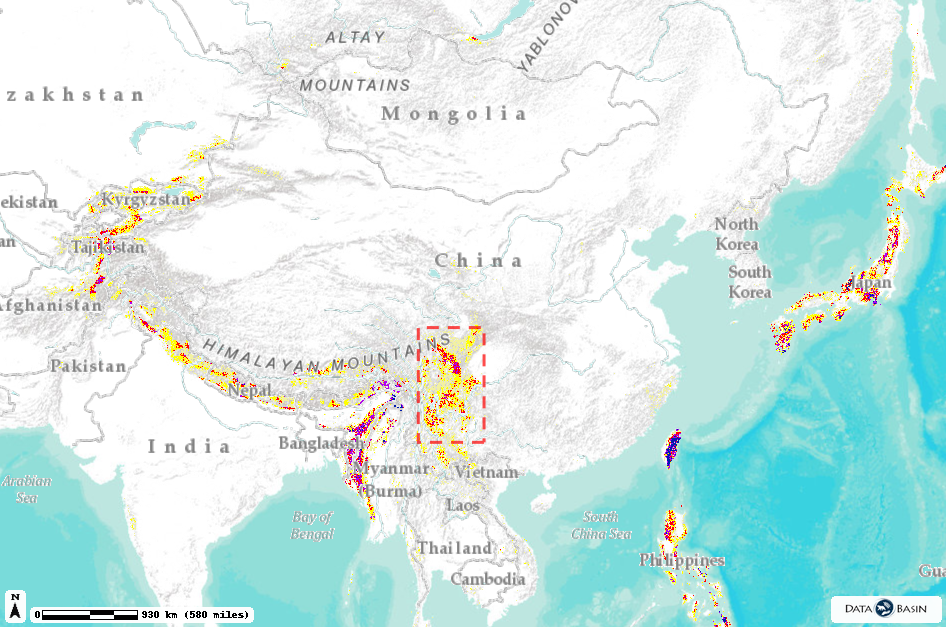 ALTAY
YABLONOV
MOUNTAINS
zakhstan
Mongolia
ekistan
Kyrgyzstan
an
Tajikistan
North
Korea
China
South
Korea
Japan
Afghanistan
HIMALAYAN MOUNTAINS
Pakistan
Nepal
India
Bangladesh
Myanmar
(Burma)
Vietnam
Arabian
Sea
Laos
Bay of
Bengal
South
China Sea
Thailand
Philippines
Cambodia
Gua
N
0
930 km (580 miles)
DATA BASIN